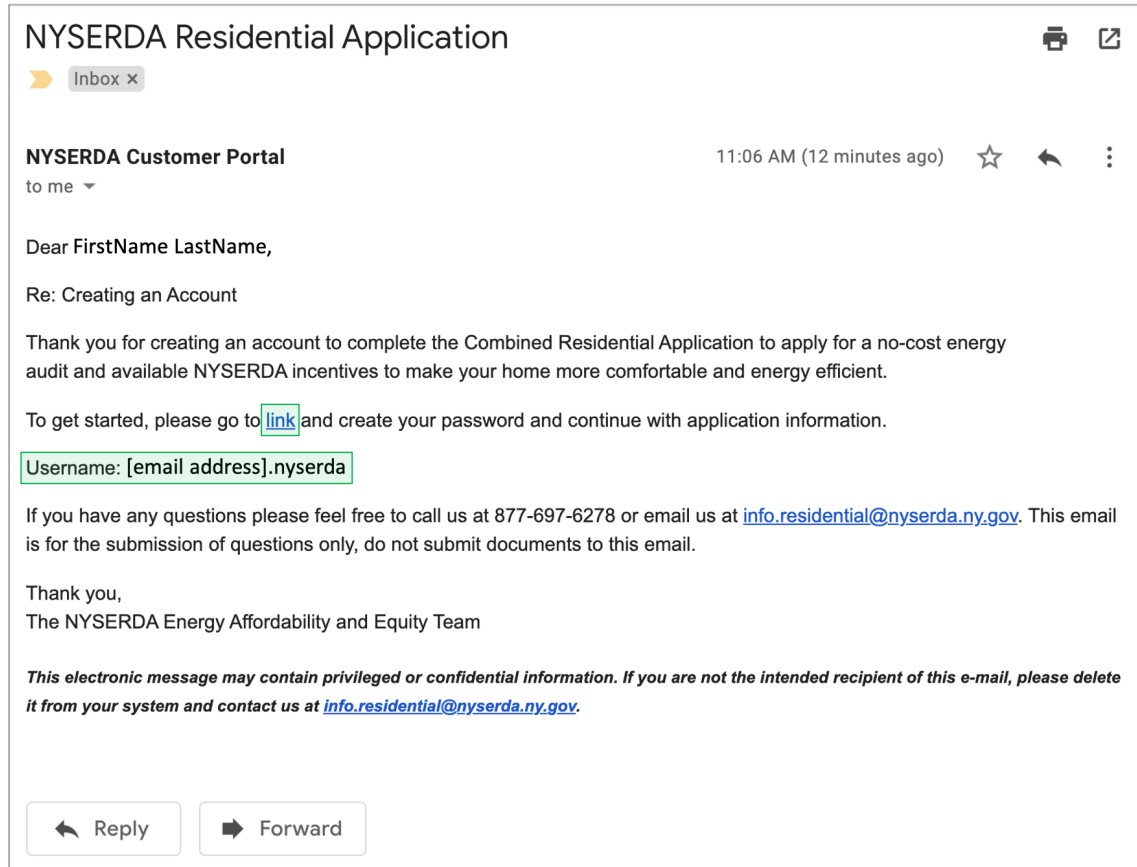 NYSERDA Residential Application
Inbox ×
NYSERDA Customer Portal
11:06 AM (12 minutes ago)
to me
Dear FirstName LastName,
Re: Creating an Account
Thank you for creating an account to complete the Combined Residential Application to apply for a no-cost energy
audit and available NYSERDA incentives to make your home more comfortable and energy efficient.
To get started, please go to link and create your password and continue with application information.
Username: [email address].nyserda
If you have any questions please feel free to call us at 877-697-6278 or email us at info.residential@nyserda.ny.gov. This email
is for the submission of questions only, do not submit documents to this email.
Thank you,
The NYSERDA Energy Affordability and Equity Team
This electronic message may contain privileged or confidential information. If you are not the intended recipient of this e-mail, please delete
it from your system and contact us at info.residential@nyserda.ny.gov.
Reply
Forward